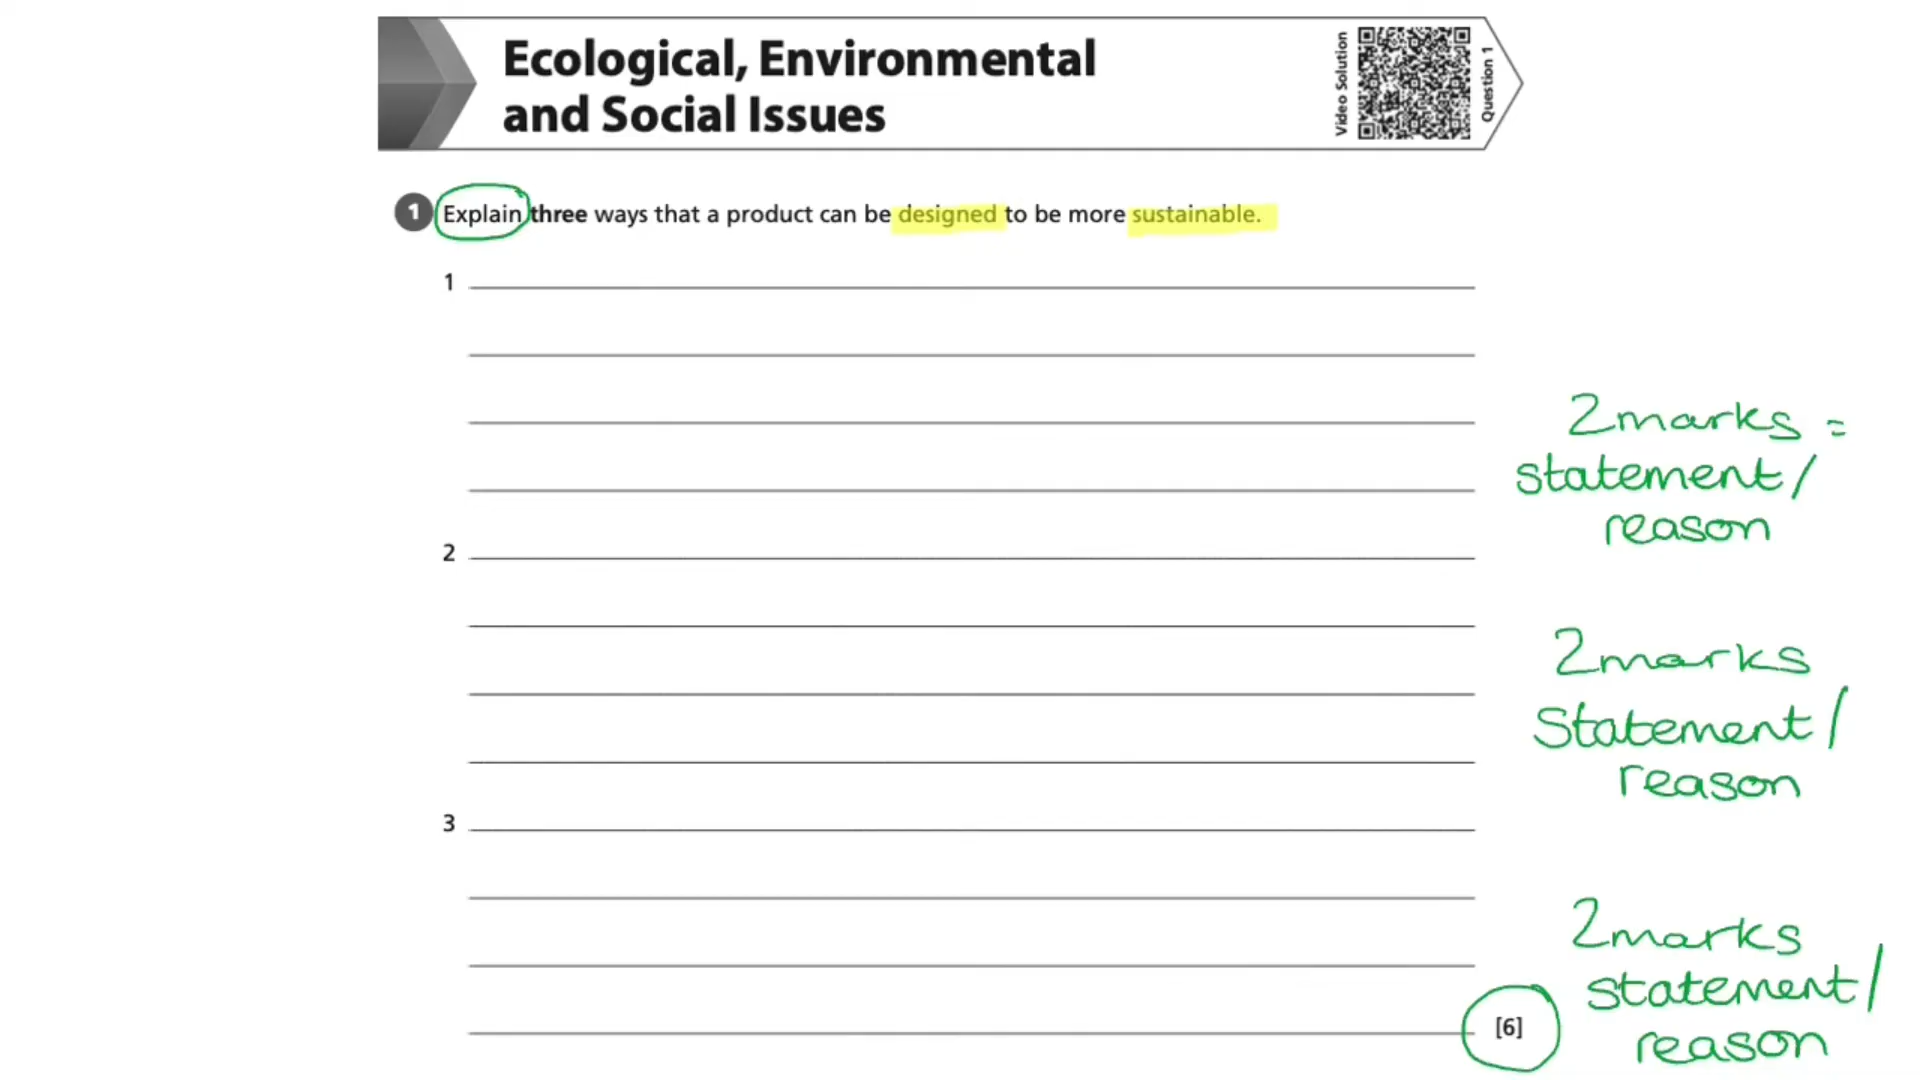 Ecological, Environmental
and Social Issues
Video Solution
Question 1
1 Explain three ways that a product can be designed to be more sustainable.
1
2marks =
statement/
reason
2
2marks
Statement/
reason
3
2marks
statement/
[6]
reason